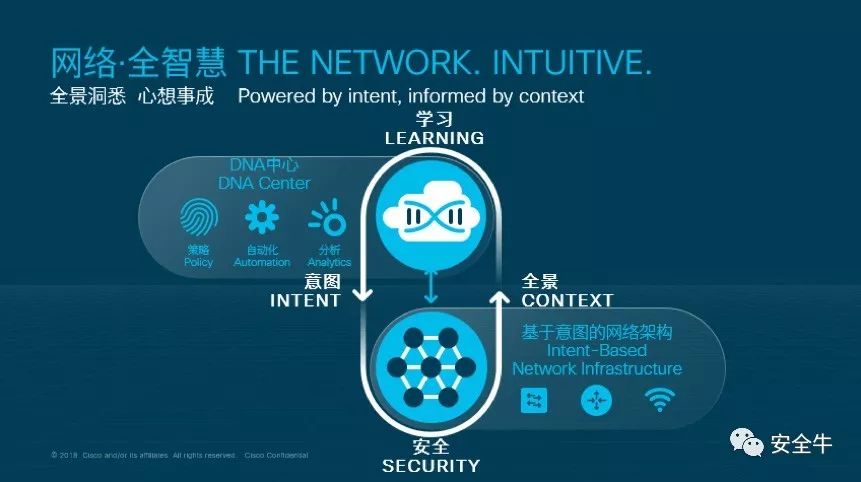 网络·全智慧 THE NETWORK. INTUITIVE.
全景洞悉 心想事成 Powered by intent, informed by context
学习
LEARNING
DNA中心
DNA Center
策略 自动化 分析
Policy Automation Analytics
意图
INTENT
全景
CONTEXT
基于意图的网络架构
Intent-Based
Network Infrastructure
安全
SECURITY
© 2018 Cisco and/or its affiliates. All rights reserved. Cisco Confidential
安全牛